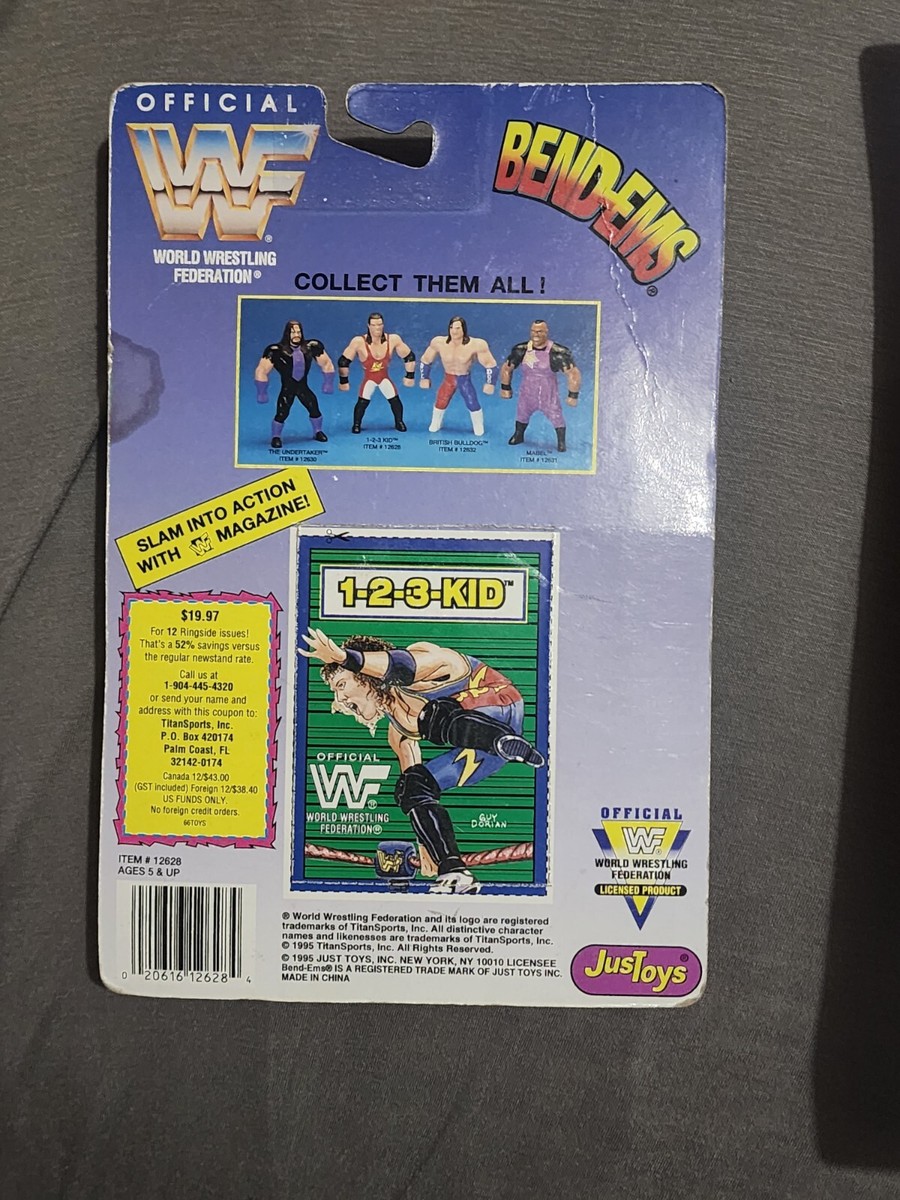 OFFICIAL
WF
®
WORLD WRESTLING
FEDERATION®
BEND-EMS
®
COLLECT THEM ALL!
THE UNDERTAKER™
ITEM # 12630
1-2-3 KID™
ITEM # 12628
BRITISH BULLDOG™
ITEM # 12632
MABEL™
ITEM # 12631
SLAM INTO ACTION
WITH WF MAGAZINE!
$19.97
For 12 Ringside issues!
That's a 52% savings versus
the regular newstand rate.
Call us at
1-904-445-4320
or send your name and
address with this coupon to:
TitanSports, Inc.
P.O. Box 420174
Palm Coast, FL
32142-0174
Canada 12/$43.00
(GST included) Foreign 12/$38.40
US FUNDS ONLY.
No foreign credit orders.
66TOYS
1-2-3-KID™
OFFICIAL
WF
®
WORLD WRESTLING
FEDERATION®
GUY
DORIAN
WF
ITEM # 12628
AGES 5 & UP
0 20616 12628 4
® World Wrestling Federation and its logo are registered
trademarks of TitanSports, Inc. All distinctive character
names and likenesses are trademarks of TitanSports, Inc.
© 1995 TitanSports, Inc. All Rights Reserved.
© 1995 JUST TOYS, INC. NEW YORK, NY 10010 LICENSEE
Bend-Ems® IS A REGISTERED TRADE MARK OF JUST TOYS INC.
MADE IN CHINA
OFFICIAL
WF
®
WORLD WRESTLING
FEDERATION
LICENSED PRODUCT
JusToys®